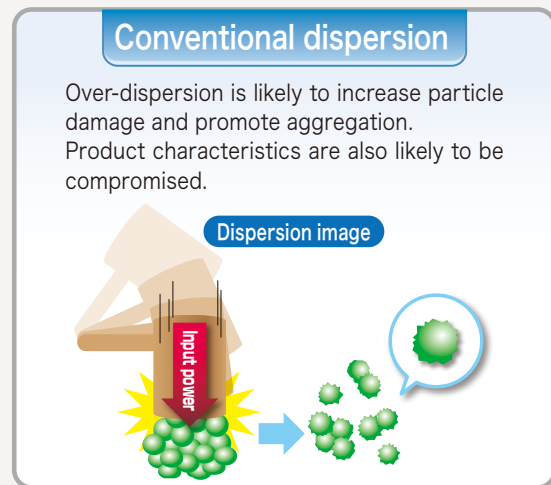 Conventional dispersion
Over-dispersion is likely to increase particle
damage and promote aggregation.
Product characteristics are also likely to be
compromised.
Dispersion image
Input power